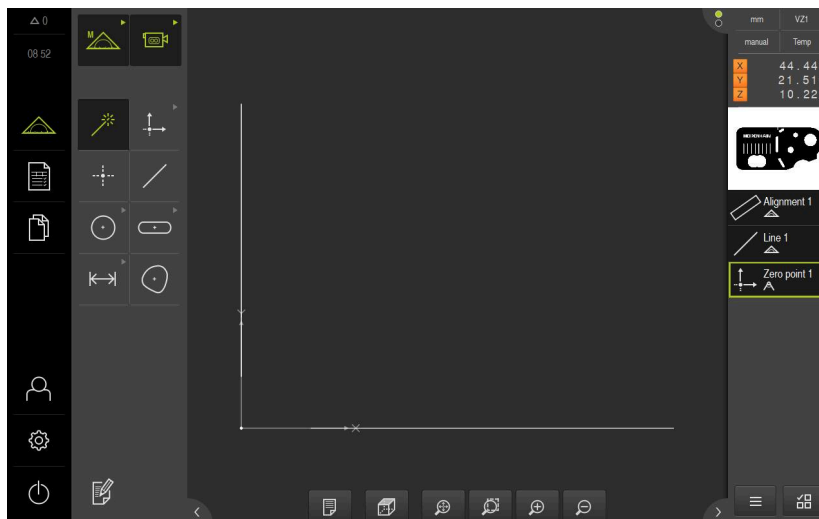 0
08:52
M
mm
VZ1
manual
Temp
X 44.44
Y 21.51
Z 10.22
HEIDENHAIN
Alignment 1
Line 1
Zero point 1
Y
X